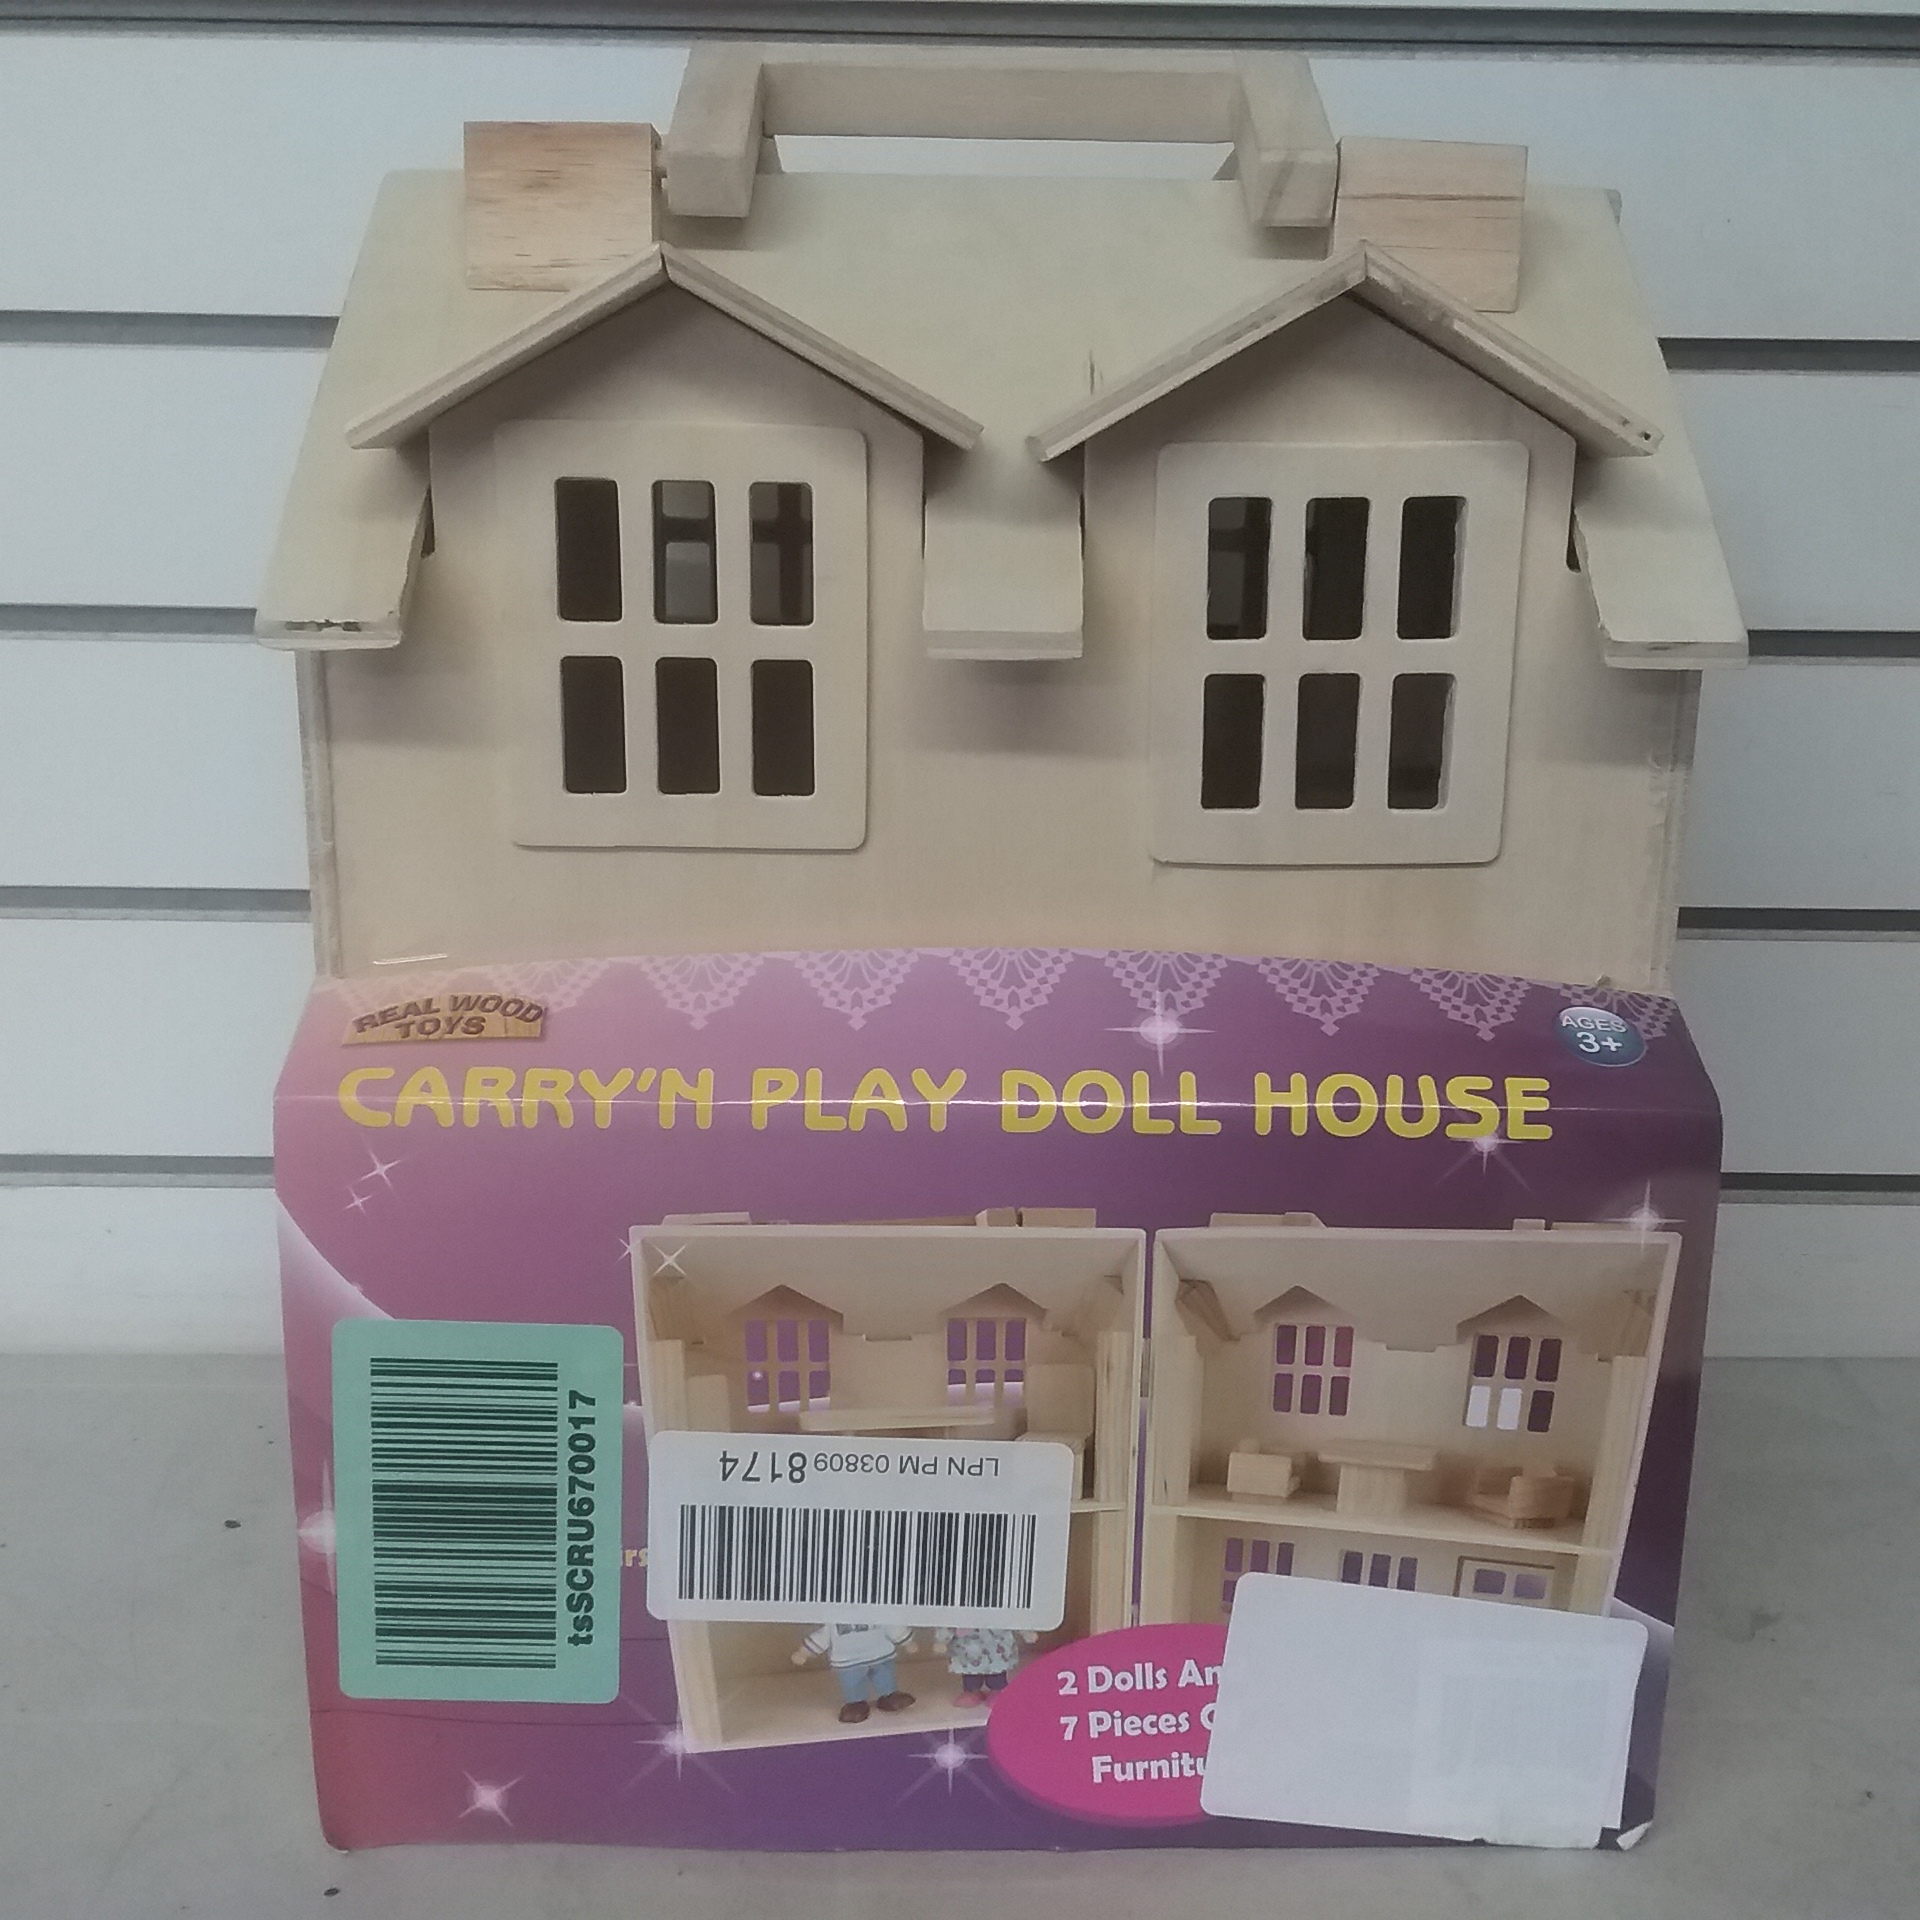 REAL WOOD
TOYS
AGES
3+
CARRY'N PLAY DOLL HOUSE
tsSCRU670017
LPN PM 03809 8174
2 Dolls An
7 Pieces
Furnitu